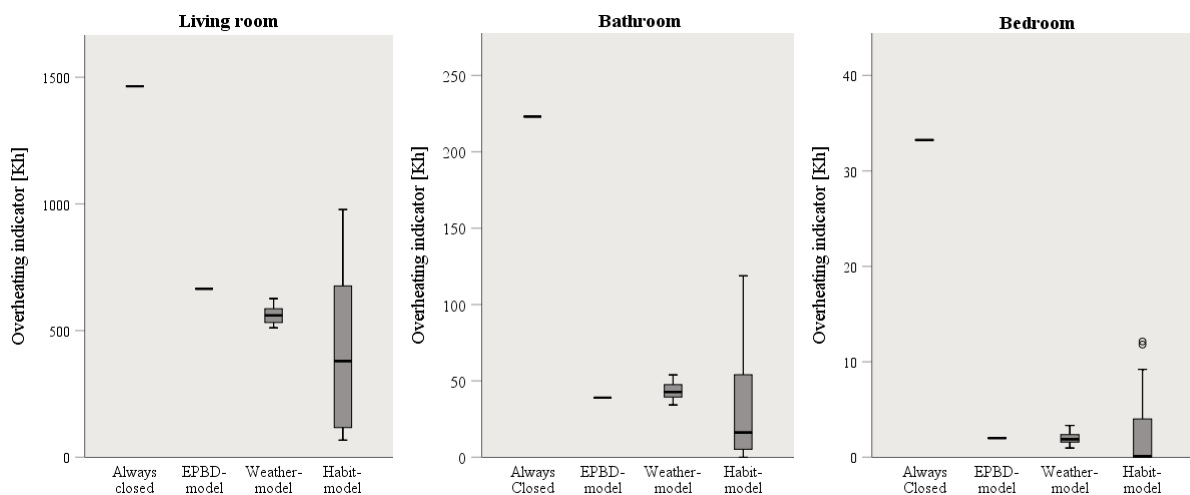 Living room
Overheating indicator [Kh]
1500
1000
500
0
Always closed
EPBD-model
Weather-model
Habit-model
Bathroom
Overheating indicator [Kh]
250
200
150
100
50
0
Always Closed
EPBD-model
Weather-model
Habit-model
Bedroom
Overheating indicator [Kh]
40
30
20
10
0
Always closed
EPBD-model
Weather-model
Habit-model